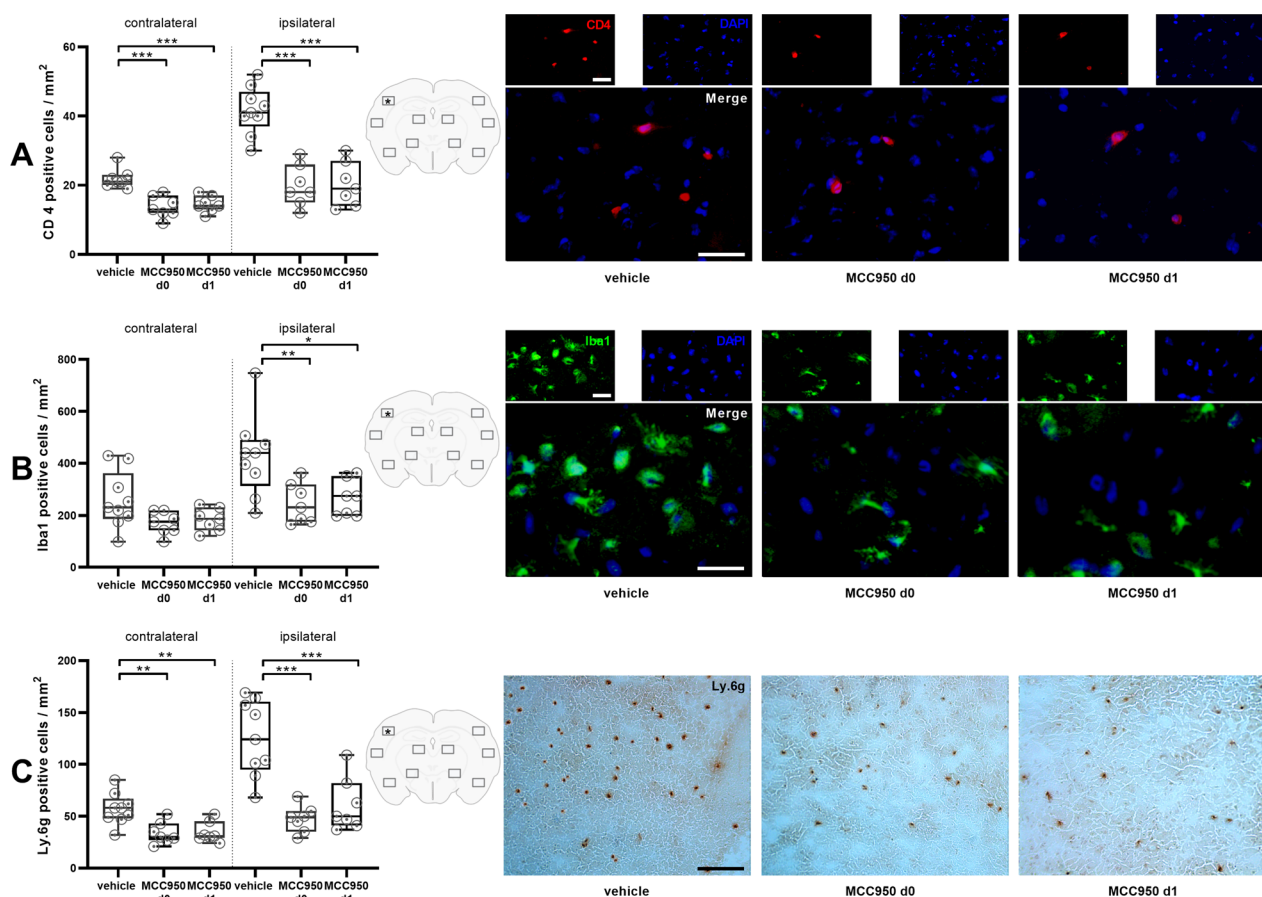 contralateral
ipsilateral
A
CD 4 positive cells / mm2
60
40
20
0
***
***
***
***
vehicle
MCC950
d0
MCC950
d1
vehicle
MCC950
d0
MCC950
d1
*
CD4
DAPI
Merge
vehicle
MCC950 d0
MCC950 d1
contralateral
ipsilateral
B
Iba1 positive cells / mm2
800
600
400
200
0
*
**
vehicle
MCC950
d0
MCC950
d1
vehicle
MCC950
d0
MCC950
d1
*
Iba1
DAPI
Merge
vehicle
MCC950 d0
MCC950 d1
contralateral
ipsilateral
C
Ly.6g positive cells / mm2
200
150
100
50
0
**
**
***
***
vehicle
MCC950
d0
MCC950
d1
vehicle
MCC950
d0
MCC950
d1
*
Ly.6g
vehicle
MCC950 d0
MCC950 d1